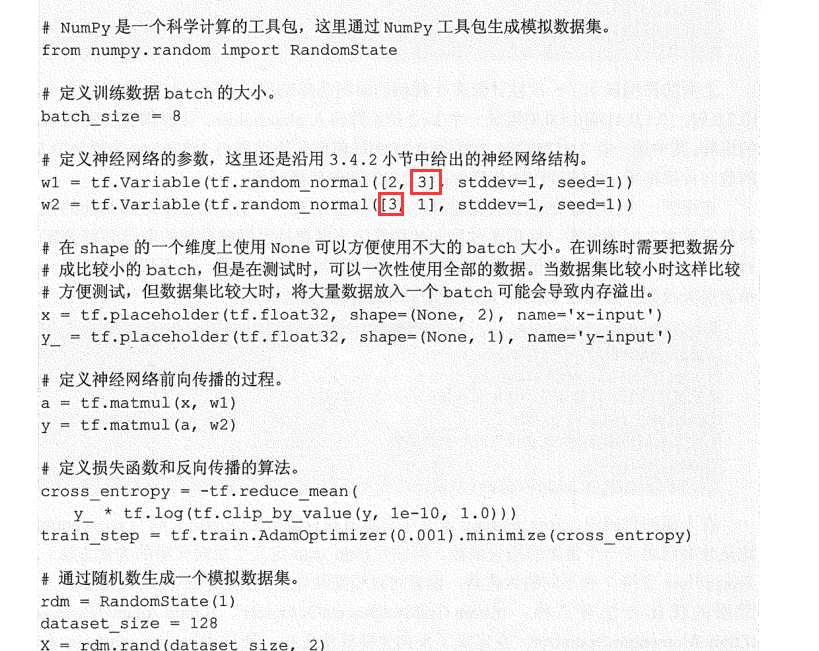 # NumPy 是一个科学计算的工具包，这里通过 NumPy 工具包生成模拟数据集。
from numpy.random import RandomState
# 定义训练数据 batch 的大小。
batch_size = 8
# 定义神经网络的参数，这里还是沿用 3.4.2 小节中给出的神经网络结构。
w1 = tf.Variable(tf.random_normal([2, 3], stddev=1, seed=1))
w2 = tf.Variable(tf.random_normal([3, 1], stddev=1, seed=1))
# 在 shape 的一个维度上使用 None 可以方便使用不大的 batch 大小。在训练时需要把数据分
# 成比较小的 batch，但是在测试时，可以一次性使用全部的数据。当数据集比较小时这样比较
# 方便测试，但数据集比较大时，将大量数据放入一个 batch 可能会导致内存溢出。
x = tf.placeholder(tf.float32, shape=(None, 2), name='x-input')
y_ = tf.placeholder(tf.float32, shape=(None, 1), name='y-input')
# 定义神经网络前向传播的过程。
a = tf.matmul(x, w1)
y = tf.matmul(a, w2)
# 定义损失函数和反向传播的算法。
cross_entropy = -tf.reduce_mean(
y_ * tf.log(tf.clip_by_value(y, 1e-10, 1.0)))
train_step = tf.train.AdamOptimizer(0.001).minimize(cross_entropy)
# 通过随机数生成一个模拟数据集。
rdm = RandomState(1)
dataset_size = 128
X = rdm.rand(dataset_size, 2)